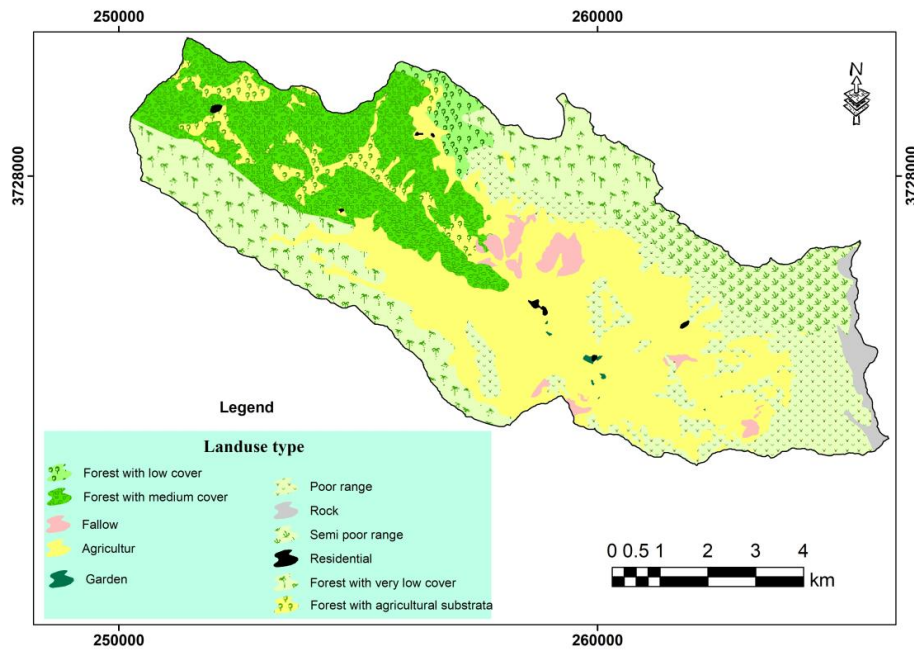 250000
260000
N
3728000
3728000
Legend
Landuse type
Forest with low cover
Forest with medium cover
Fallow
Agricultur
Garden
Poor range
Rock
Semi poor range
Residential
Forest with very low cover
Forest with agricultural substrata
0 0.5 1 2 3 4
km
250000
260000